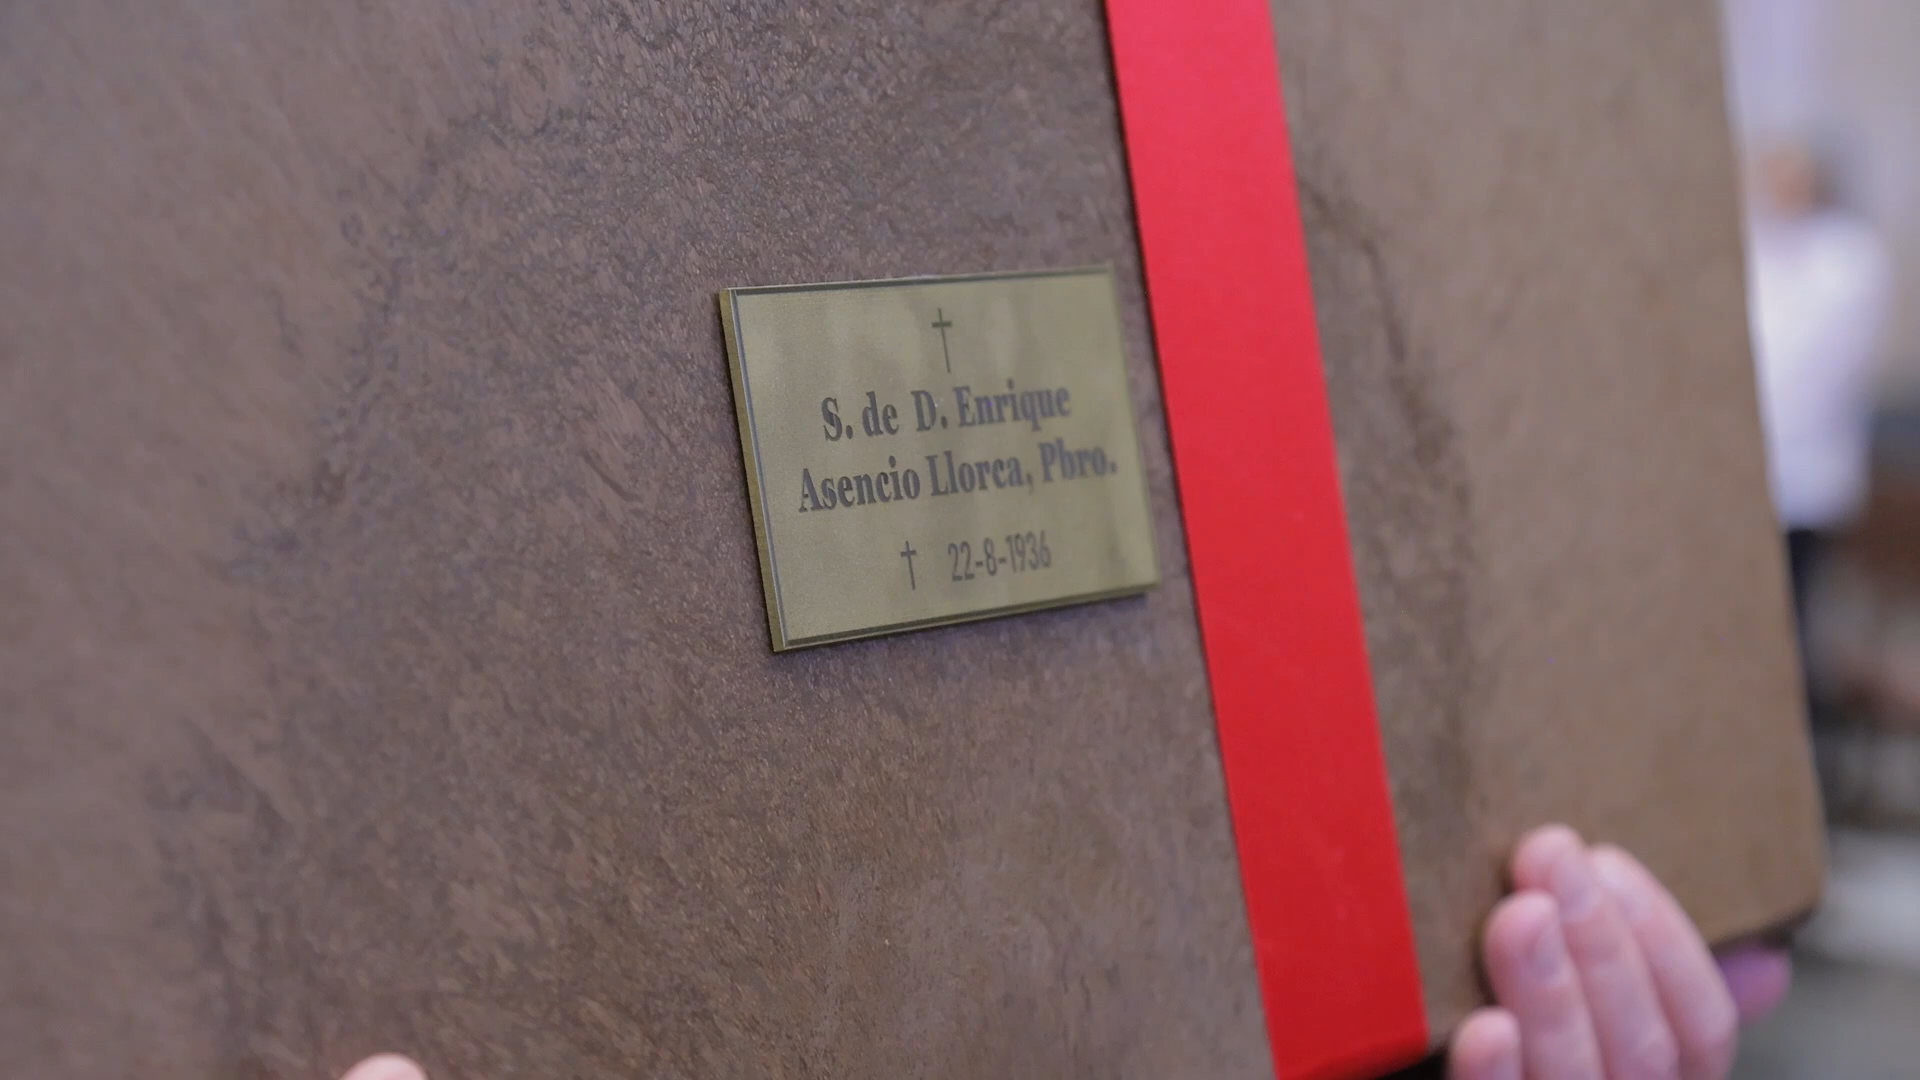 S. de D. Enrique
Asencio Llorca, Pbro.
† 22-8-1936